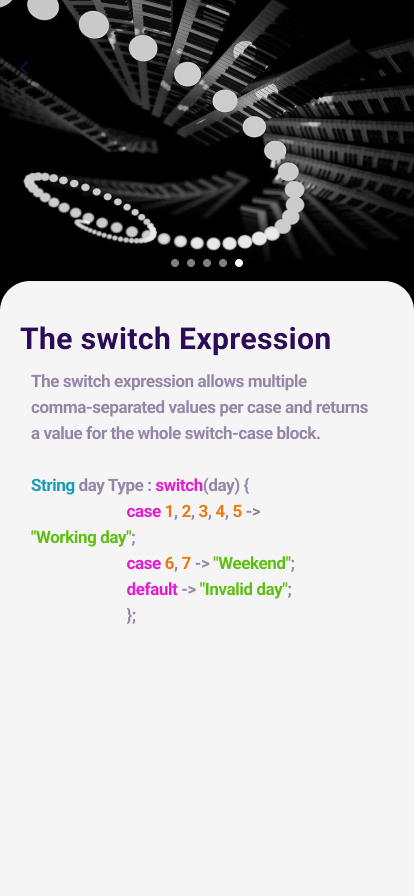 The switch Expression
The switch expression allows multiple
comma-separated values per case and returns
a value for the whole switch-case block.
String day Type : switch(day) {
case 1, 2, 3, 4, 5 ->
"Working day";
case 6, 7 -> "Weekend";
default -> "Invalid day";
};